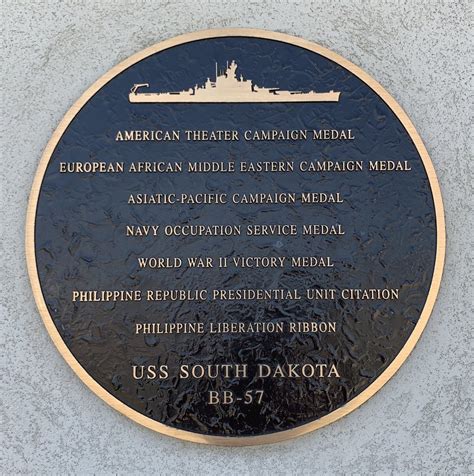 AMERICAN THEATER CAMPAIGN MEDAL
EUROPEAN AFRICAN MIDDLE EASTERN CAMPAIGN MEDAL
ASIATIC-PACIFIC CAMPAIGN MEDAL
NAVY OCCUPATION SERVICE MEDAL
WORLD WAR II VICTORY MEDAL
PHILIPPINE REPUBLIC PRESIDENTIAL UNIT CITATION
PHILIPPINE LIBERATION RIBBON
USS SOUTH DAKOTA
BB-57